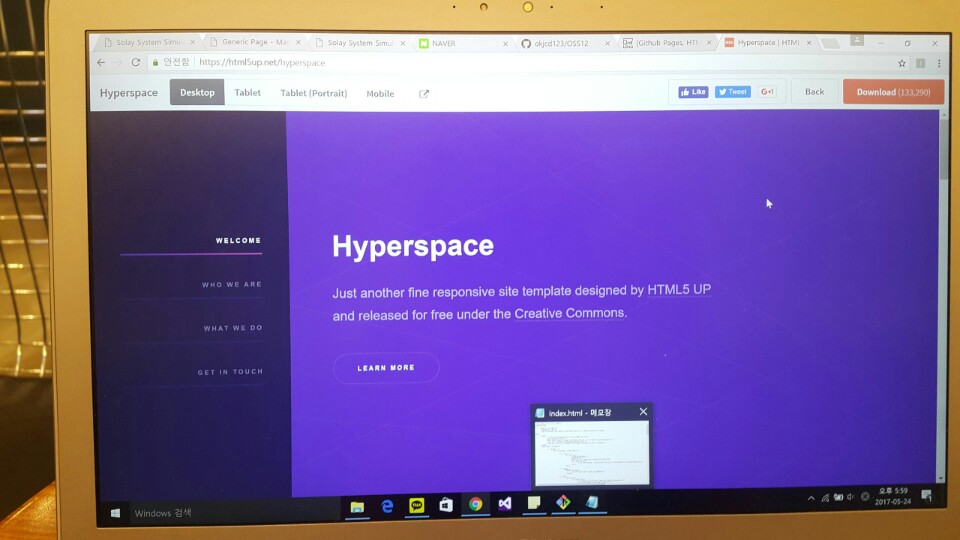 Solay System Simul
Generic Page - Mas
Solay System Simul
NAVER
okjcd123/OSS12
[Github Pages, HTM
Hyperspace | HTML
안전함
https://html5up.net/hyperspace
Hyperspace
Desktop
Tablet
Tablet (Portrait)
Mobile
Like
Tweet
G+1
Back
Download (133,290)
WELCOME
WHO WE ARE
WHAT WE DO
GET IN TOUCH
Hyperspace
Just another fine responsive site template designed by HTML5 UP
and released for free under the Creative Commons.
LEARN MORE
index.html - 메모장
Windows 검색
TALK
오후 5:59
2017-05-24